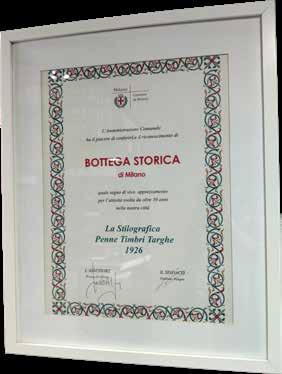 Milano
Comune
di Milano
L'Amministrazione Comunale
ha il piacere di conferirLe il riconoscimento di
BOTTEGA STORICA
di Milano
quale segno di vivo apprezzamento
per l'attività svolta da oltre 50 anni
nella nostra città
La Stilografica
Penne Timbri Targhe
1926
L'ASSESSORE
IL SINDACO